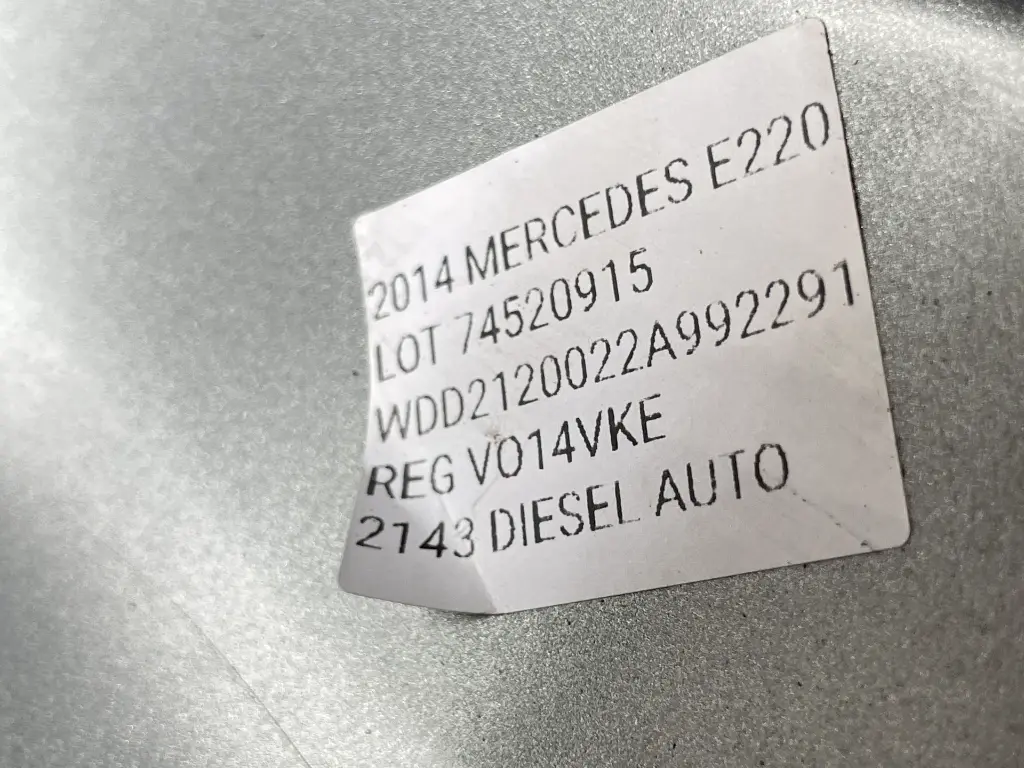 2014 MERCEDES E220
LOT 74520915
WDD2120022A992291
REG VO14VKE
2143 DIESEL AUTO